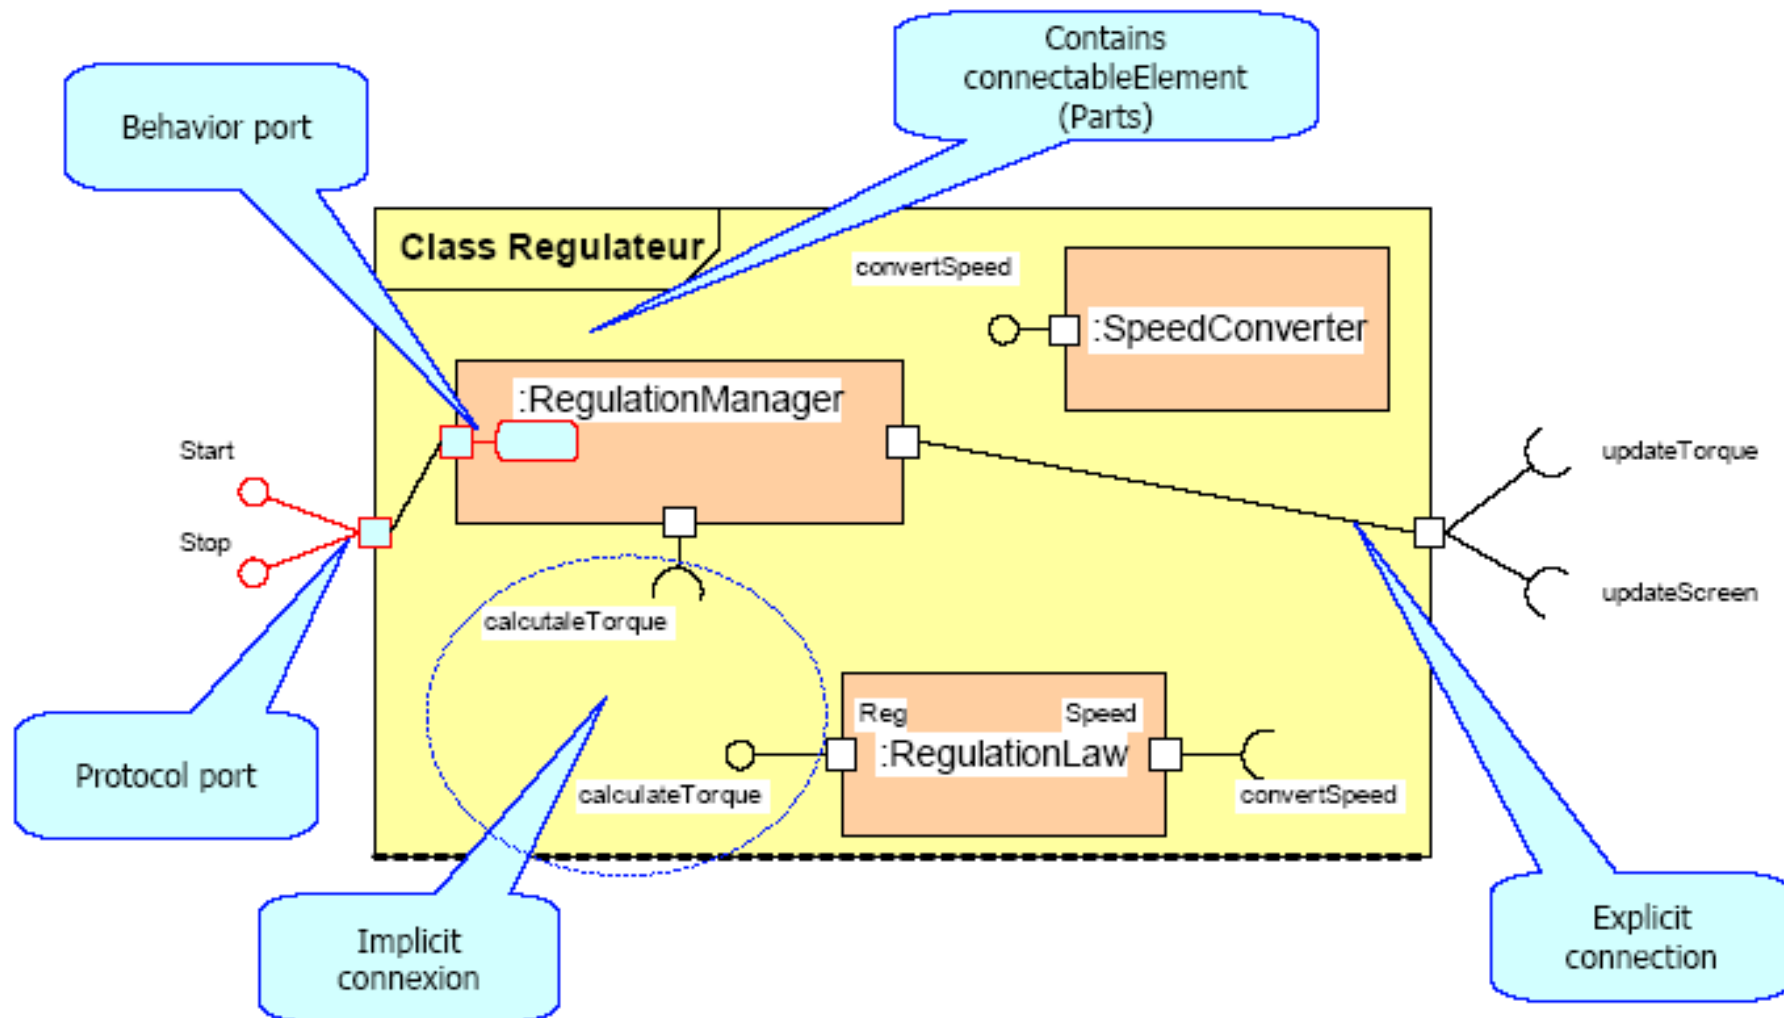 Contains
connectableElement
(Parts)
Behavior port
Class Regulateur
convertSpeed
:SpeedConverter
:RegulationManager
Start
updateTorque
Stop
updateScreen
calcutaleTorque
Reg
Speed
:RegulationLaw
Protocol port
calculateTorque
convertSpeed
Implicit
connexion
Explicit
connection